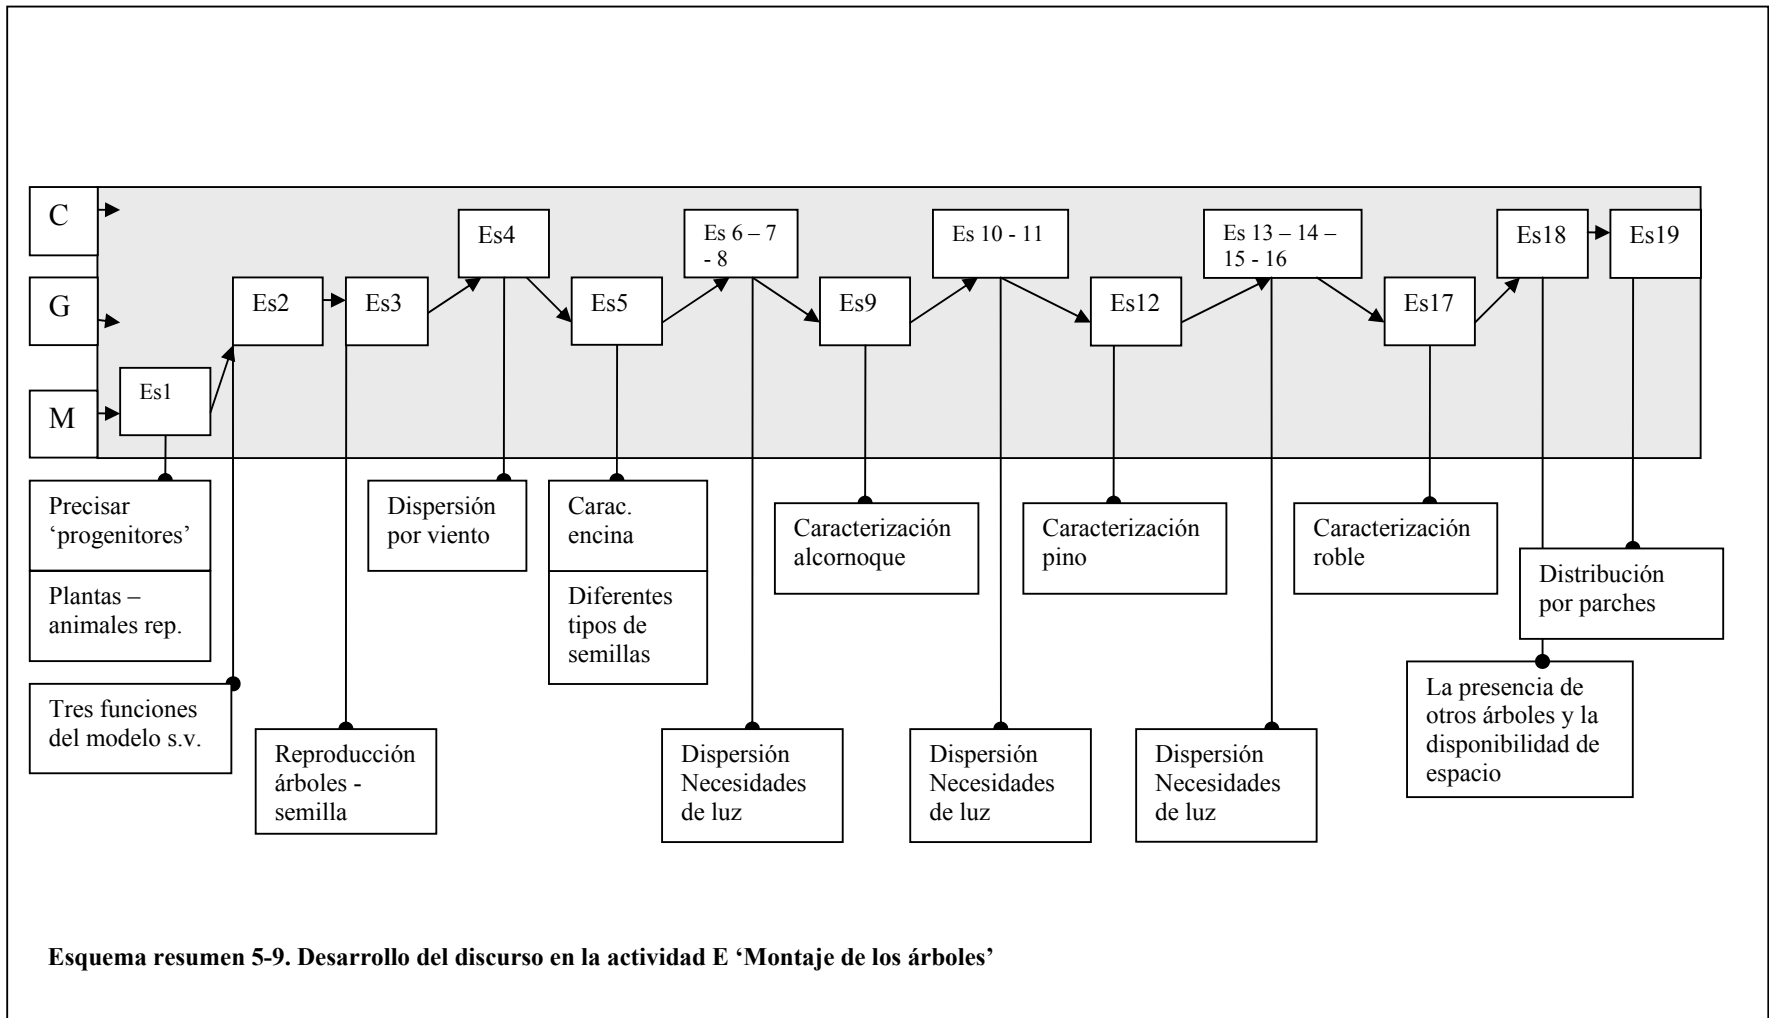 C
G
M
Es1
Es2
Es3
Es4
Es5
Es 6 – 7
- 8
Es9
Es 10 - 11
Es12
Es 13 – 14 –
15 - 16
Es17
Es18
Es19
Precisar
‘progenitores’
Plantas –
animales rep.
Tres funciones
del modelo s.v.
Reproducción
árboles -
semilla
Dispersión
por viento
Carac.
encina
Diferentes
tipos de
semillas
Dispersión
Necesidades
de luz
Caracterización
alcornoque
Dispersión
Necesidades
de luz
Caracterización
pino
Dispersión
Necesidades
de luz
Caracterización
roble
La presencia de
otros árboles y la
disponibilidad de
espacio
Distribución
por parches
Esquema resumen 5-9. Desarrollo del discurso en la actividad E ‘Montaje de los árboles’